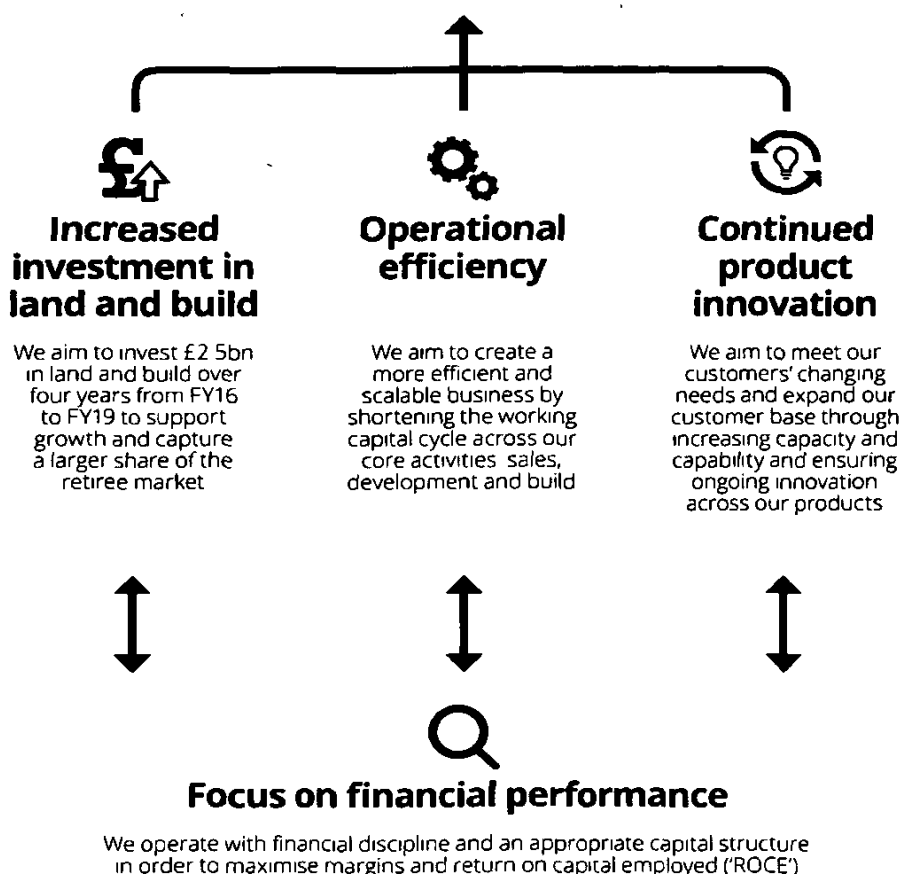 £
Increased
investment in
land and build
We aim to invest £2 5bn
in land and build over
four years from FY16
to FY19 to support
growth and capture
a larger share of the
retiree market
Operational
efficiency
We aim to create a
more efficient and
scalable business by
shortening the working
capital cycle across our
core activities sales,
development and build
Continued
product
innovation
We aim to meet our
customers' changing
needs and expand our
customer base through
increasing capacity and
capability and ensuring
ongoing innovation
across our products
Focus on financial performance
We operate with financial discipline and an appropriate capital structure
in order to maximise margins and return on capital employed ('ROCE')